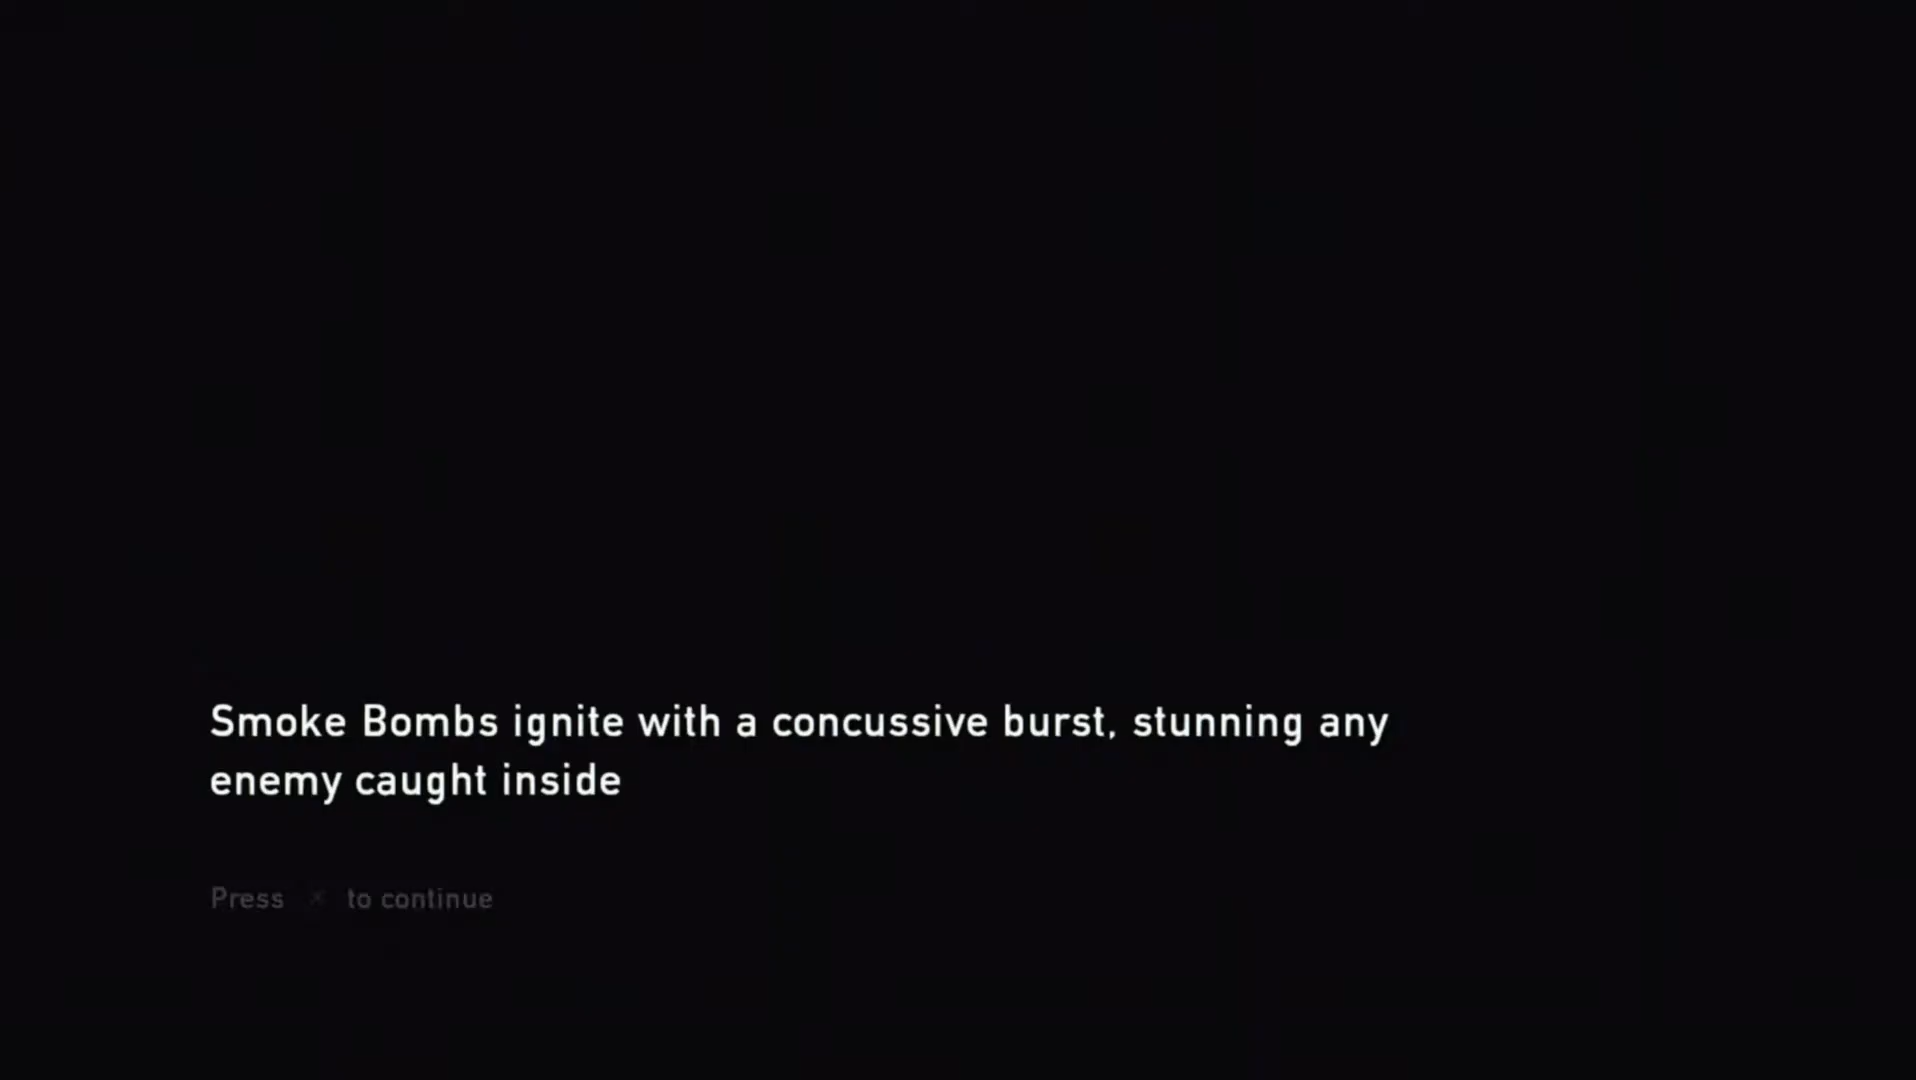 Smoke Bombs ignite with a concussive burst, stunning any
enemy caught inside
Press × to continue